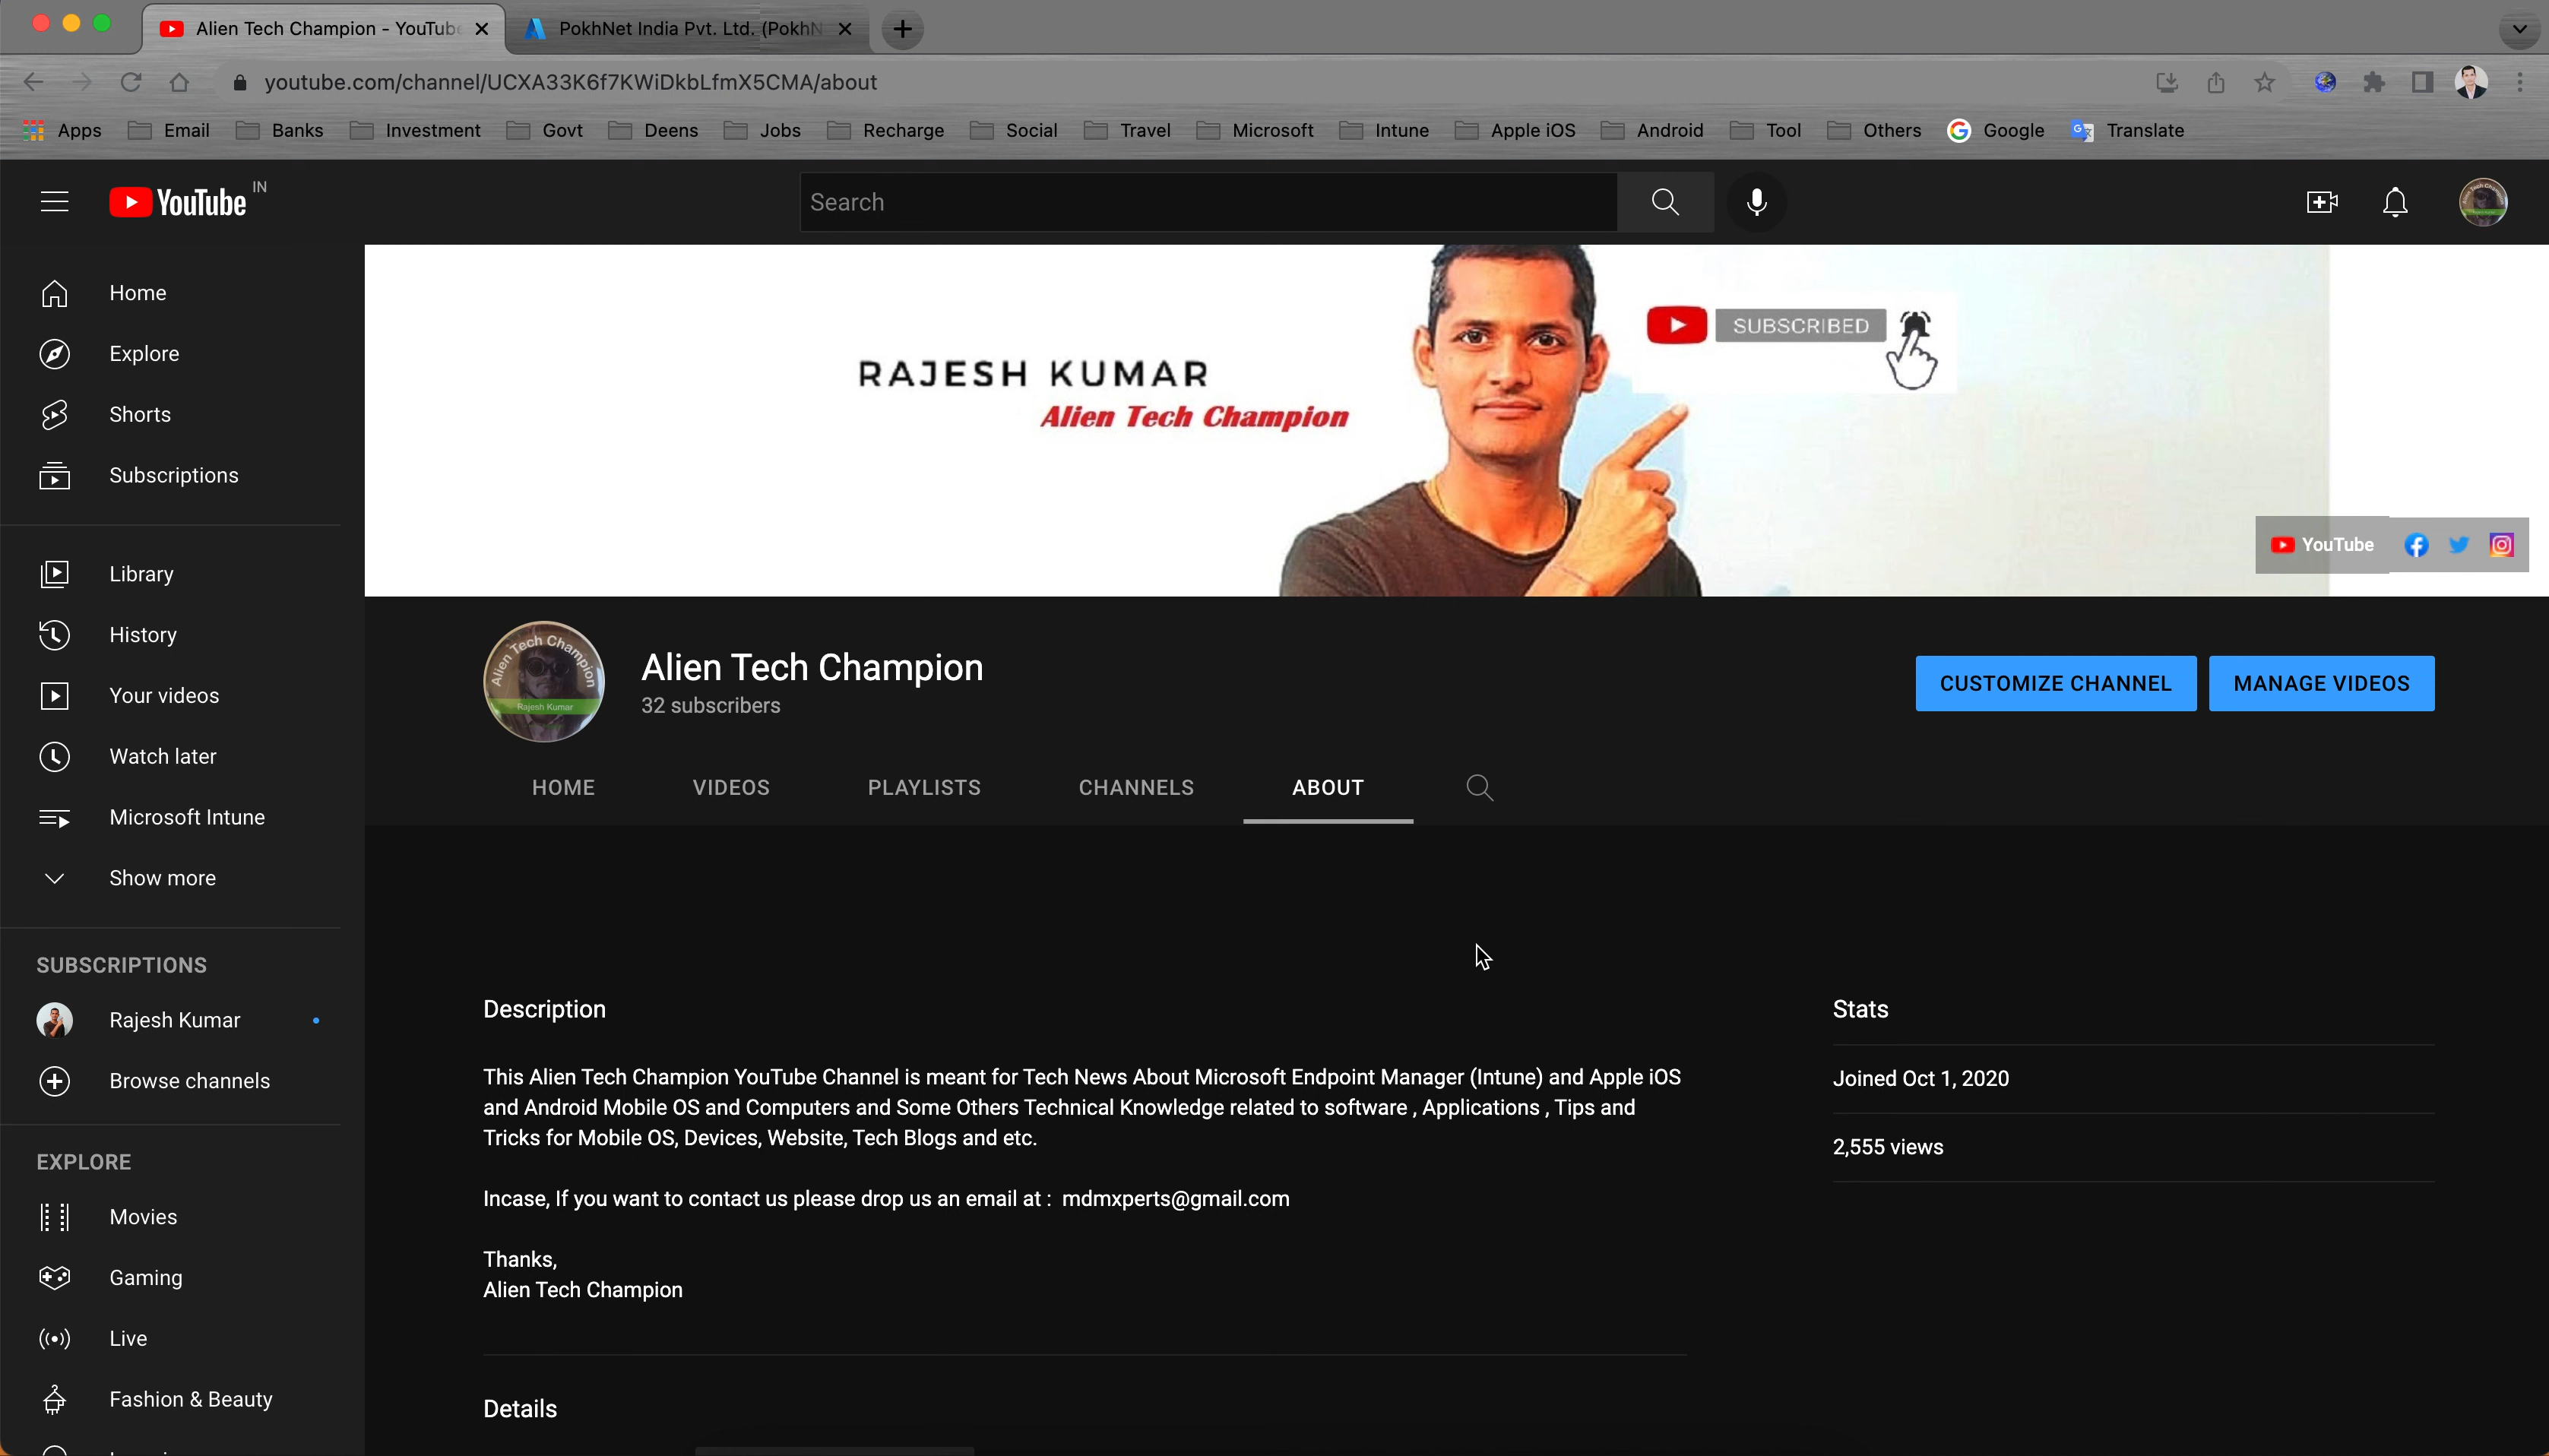 Alien Tech Champion - YouTube
PokhNet India Pvt. Ltd. (PokhN
youtube.com/channel/UCXA33K6f7KWiDkbLfmX5CMA/about
Apps Email Banks Investment Govt Deens Jobs Recharge Social Travel Microsoft Intune Apple iOS Android Tool Others Google Translate
YouTube IN
Search
Home
Explore
Shorts
Subscriptions
Library
History
Your videos
Watch later
Microsoft Intune
Show more
SUBSCRIPTIONS
Rajesh Kumar
Browse channels
EXPLORE
Movies
Gaming
Live
Fashion & Beauty
RAJESH KUMAR
Alien Tech Champion
SUBSCRIBED
YouTube
Alien Tech Champion
Rajesh Kumar
Alien Tech Champion
32 subscribers
CUSTOMIZE CHANNEL
MANAGE VIDEOS
HOME VIDEOS PLAYLISTS CHANNELS ABOUT
Description
This Alien Tech Champion YouTube Channel is meant for Tech News About Microsoft Endpoint Manager (Intune) and Apple iOS
and Android Mobile OS and Computers and Some Others Technical Knowledge related to software , Applications , Tips and
Tricks for Mobile OS, Devices, Website, Tech Blogs and etc.
Incase, If you want to contact us please drop us an email at : mdmxperts@gmail.com
Thanks,
Alien Tech Champion
Details
Stats
Joined Oct 1, 2020
2,555 views